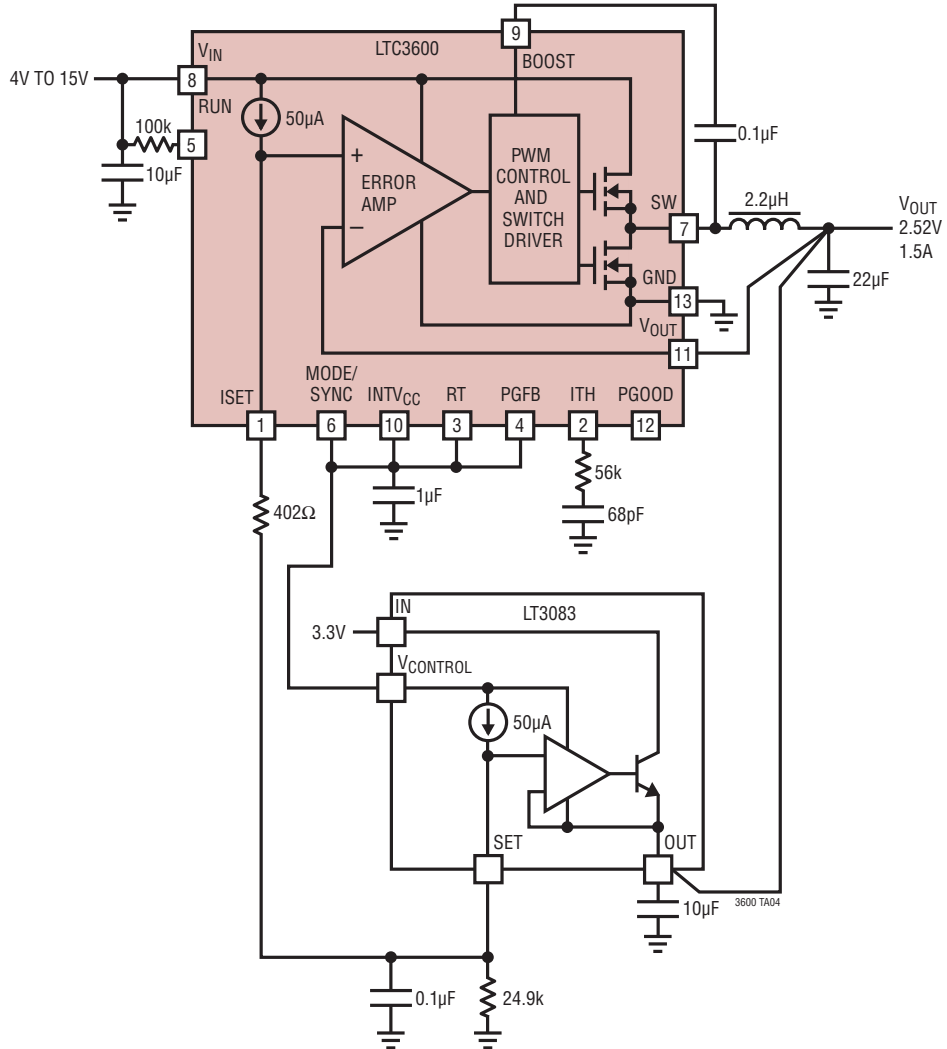 LTC3600
9
BOOST
V_IN
4V TO 15V
8
RUN
50µA
100k
5
10µF
+
ERROR
AMP
–
PWM
CONTROL
AND
SWITCH
DRIVER
0.1µF
SW
7
2.2µH
V_OUT
2.52V
1.5A
GND
13
22µF
V_OUT
11
ISET
MODE/
SYNC
INTV_CC
RT
PGFB
ITH
PGOOD
1
6
10
3
4
2
12
402Ω
1µF
56k
68pF
IN
LT3083
3.3V
V_CONTROL
50µA
SET
OUT
10µF
3600 TA04
0.1µF
24.9k